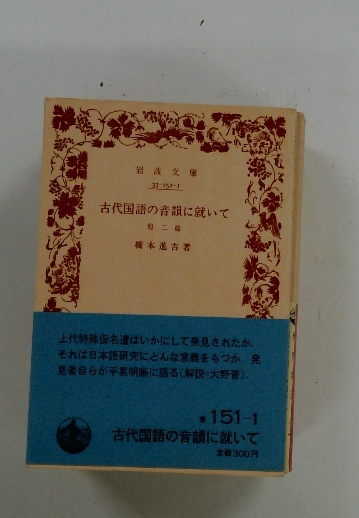 岩波文庫
33-151-1
古代国語の音韻に就いて
他二篇
橋本進吉著
上代特殊仮名遣はいかにして発見されたか、
それは日本語研究にどんな意義をもつか、発
見者自らが平易明晰に語る(解説=大野晋)。
青 151-1
古代国語の音韻に就いて
定価300円